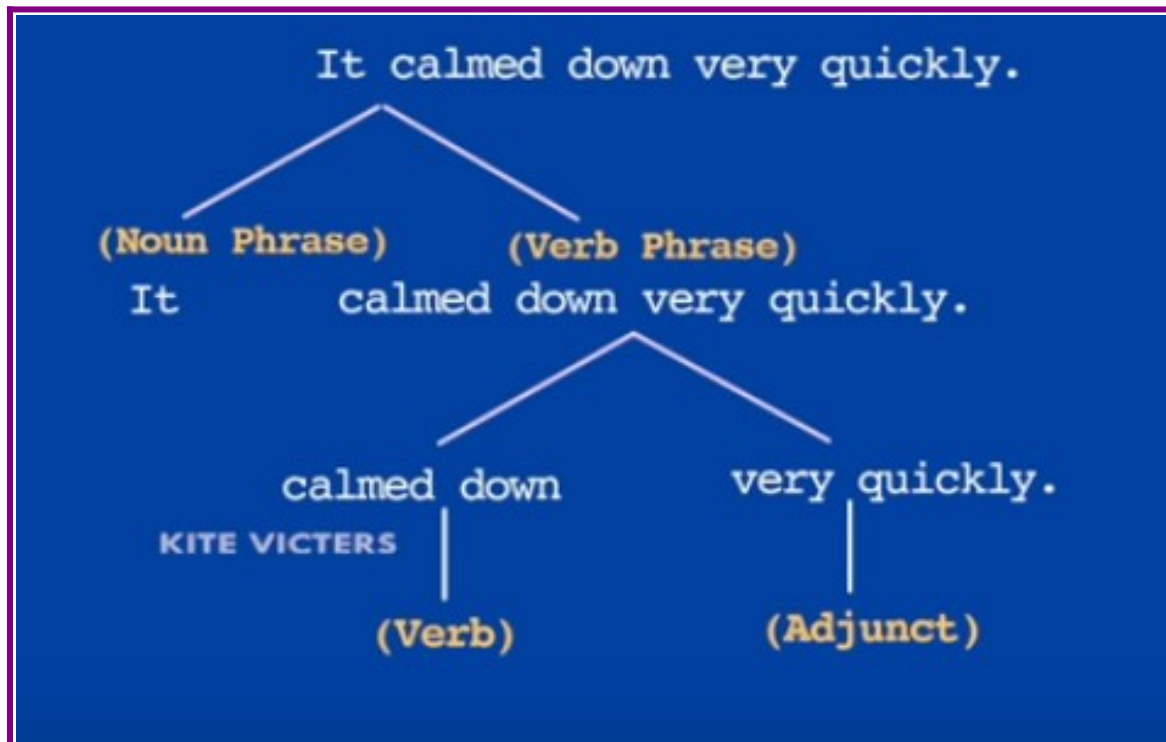 It calmed down very quickly.
(Noun Phrase) (Verb Phrase)
It calmed down very quickly.
calmed down very quickly.
KITE VICTERS
(Verb) (Adjunct)